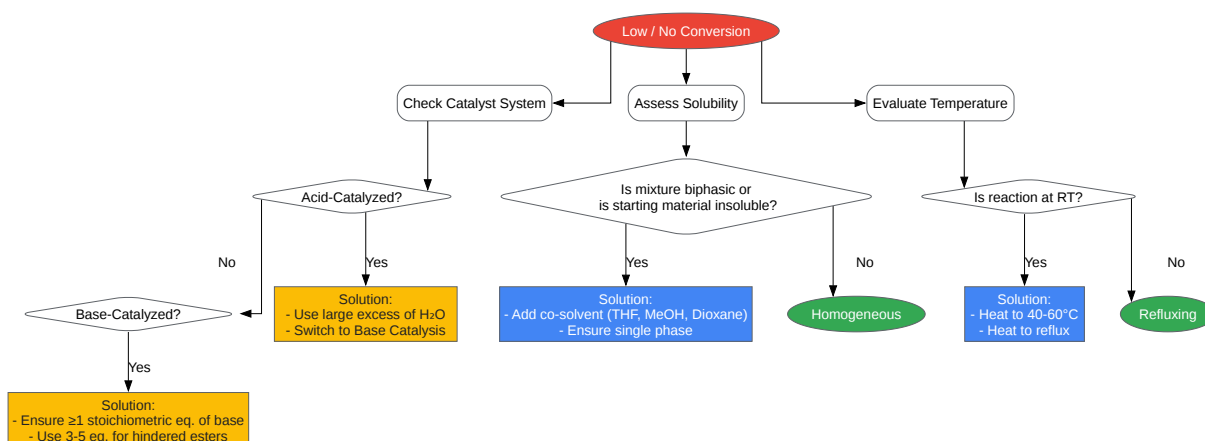 Low / No Conversion
Check Catalyst System
Assess Solubility
Evaluate Temperature
Acid-Catalyzed?
Is mixture biphasic or
is starting material insoluble?
Is reaction at RT?
No
Yes
Yes
No
Yes
No
Base-Catalyzed?
Solution:
- Use large excess of H₂O
- Switch to Base Catalysis
Solution:
- Add co-solvent (THF, MeOH, Dioxane)
- Ensure single phase
Homogeneous
Solution:
- Heat to 40-60°C
- Heat to reflux
Refluxing
Yes
Solution:
- Ensure ≥1 stoichiometric eq. of base
- Use 3-5 eq. for hindered esters